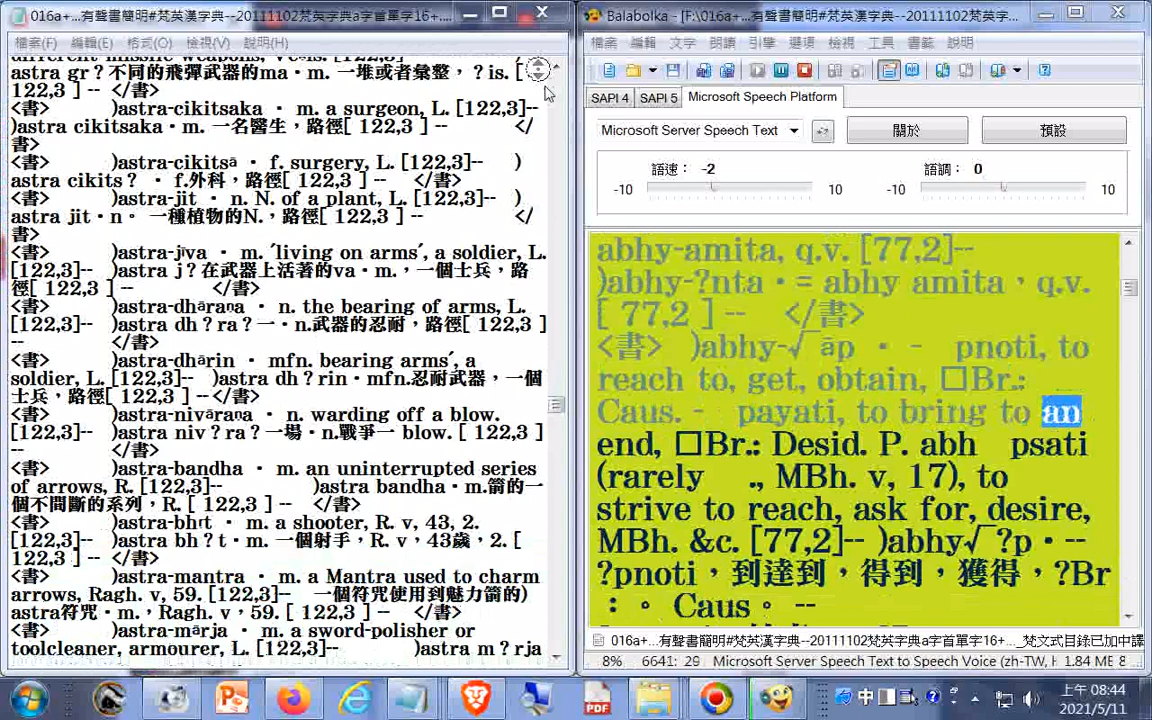 有聲書簡明#梵英漢字典--20111102梵英字典a字首單字16+...
檔案(F) 編輯(E) 格式(O) 檢視(V) 說明(H)
astra gr？不同的飛彈武器的ma‧m. 一堆或者彙整，？is. [
122,3 ] -- </書>
<書> )astra-cikitsaka ‧ m. a surgeon, L. [122,3]--
)astra cikitsaka‧m. 一名醫生，路徑[ 122,3 ] -- </
書>
<書> )astra-cikitsā ‧ f. surgery, L. [122,3]-- )
astra cikits？ ‧ f.外科，路徑[ 122,3 ] -- </書>
<書> )astra-jit ‧ n. N. of a plant, L. [122,3]-- )
astra jit‧n。 一種植物的N.，路徑[ 122,3 ] -- </
書>
<書> )astra-jīva ‧ m. 'living on arms', a soldier, L.
[122,3]-- )astra j？在武器上活著的va‧m.，一個士兵，路
徑[ 122,3 ] -- </書>
<書> )astra-dhāraṇa ‧ n. the bearing of arms, L.
[122,3]-- )astra dh？ra？一‧n.武器的忍耐，路徑[ 122,3 ]
-- </書>
<書> )astra-dhārin ‧ mfn. bearing arms', a
soldier, L. [122,3]-- )astra dh？rin‧mfn.忍耐武器，一個
士兵，路徑[ 122,3 ] -- </書>
<書> )astra-nivāraṇa ‧ n. warding off a blow.
[122,3]-- )astra niv？ra？一場‧n.戰爭一 blow. [ 122,3 ]
-- </書>
<書> )astra-bandha ‧ m. an uninterrupted series
of arrows, R. [122,3]-- )astra bandha‧m.箭的一
個不間斷的系列，R. [ 122,3 ] -- </書>
<書> )astra-bhṛt ‧ m. a shooter, R. v, 43, 2.
[122,3]-- )astra bh？t‧m. 一個射手，R. v，43歲，2. [
122,3 ] -- </書>
<書> )astra-mantra ‧ m. a Mantra used to charm
arrows, Ragh. v, 59. [122,3]-- 一個符咒使用到魅力箭的)
astra符咒‧m.，Ragh. v，59. [ 122,3 ] -- </書>
<書> )astra-mārja ‧ m. a sword-polisher or
toolcleaner, armourer, L. [122,3]-- )astra m？rja
Balabolka - [F:\016a+...有聲書簡明#梵英漢字典--20111102梵英字...
檔案 編輯 文字 朗讀 引擎 選項 檢視 工具 書籤 說明
SAPI 4 SAPI 5 Microsoft Speech Platform
Microsoft Server Speech Text 關於 預設
語速： -2 語調： 0
-10 10 -10 10
abhy-amita, q.v. [77,2]--
)abhy-?nta‧= abhy amita，q.v.
[ 77,2 ] -- </書>
<書> )abhy-√ āp ‧ - pnoti, to
reach to, get, obtain, □Br.:
Caus. - payati, to bring to an
end, □Br.: Desid. P. abh psati
(rarely ., MBh. v, 17), to
strive to reach, ask for, desire,
MBh. &c. [77,2]-- )abhy√ ?p‧--
?pnoti，到達到，得到，獲得，?Br
：。 Caus。 --
016a+...有聲書簡明#梵英漢字典--20111102梵英字典a字首單字16+..._梵文式目錄已加中譯
8% 6641: 29 Microsoft Server Speech Text to Speech Voice (zh-TW, H 1.84 MB 8
PDF 中 上午 08:44
2021/5/11